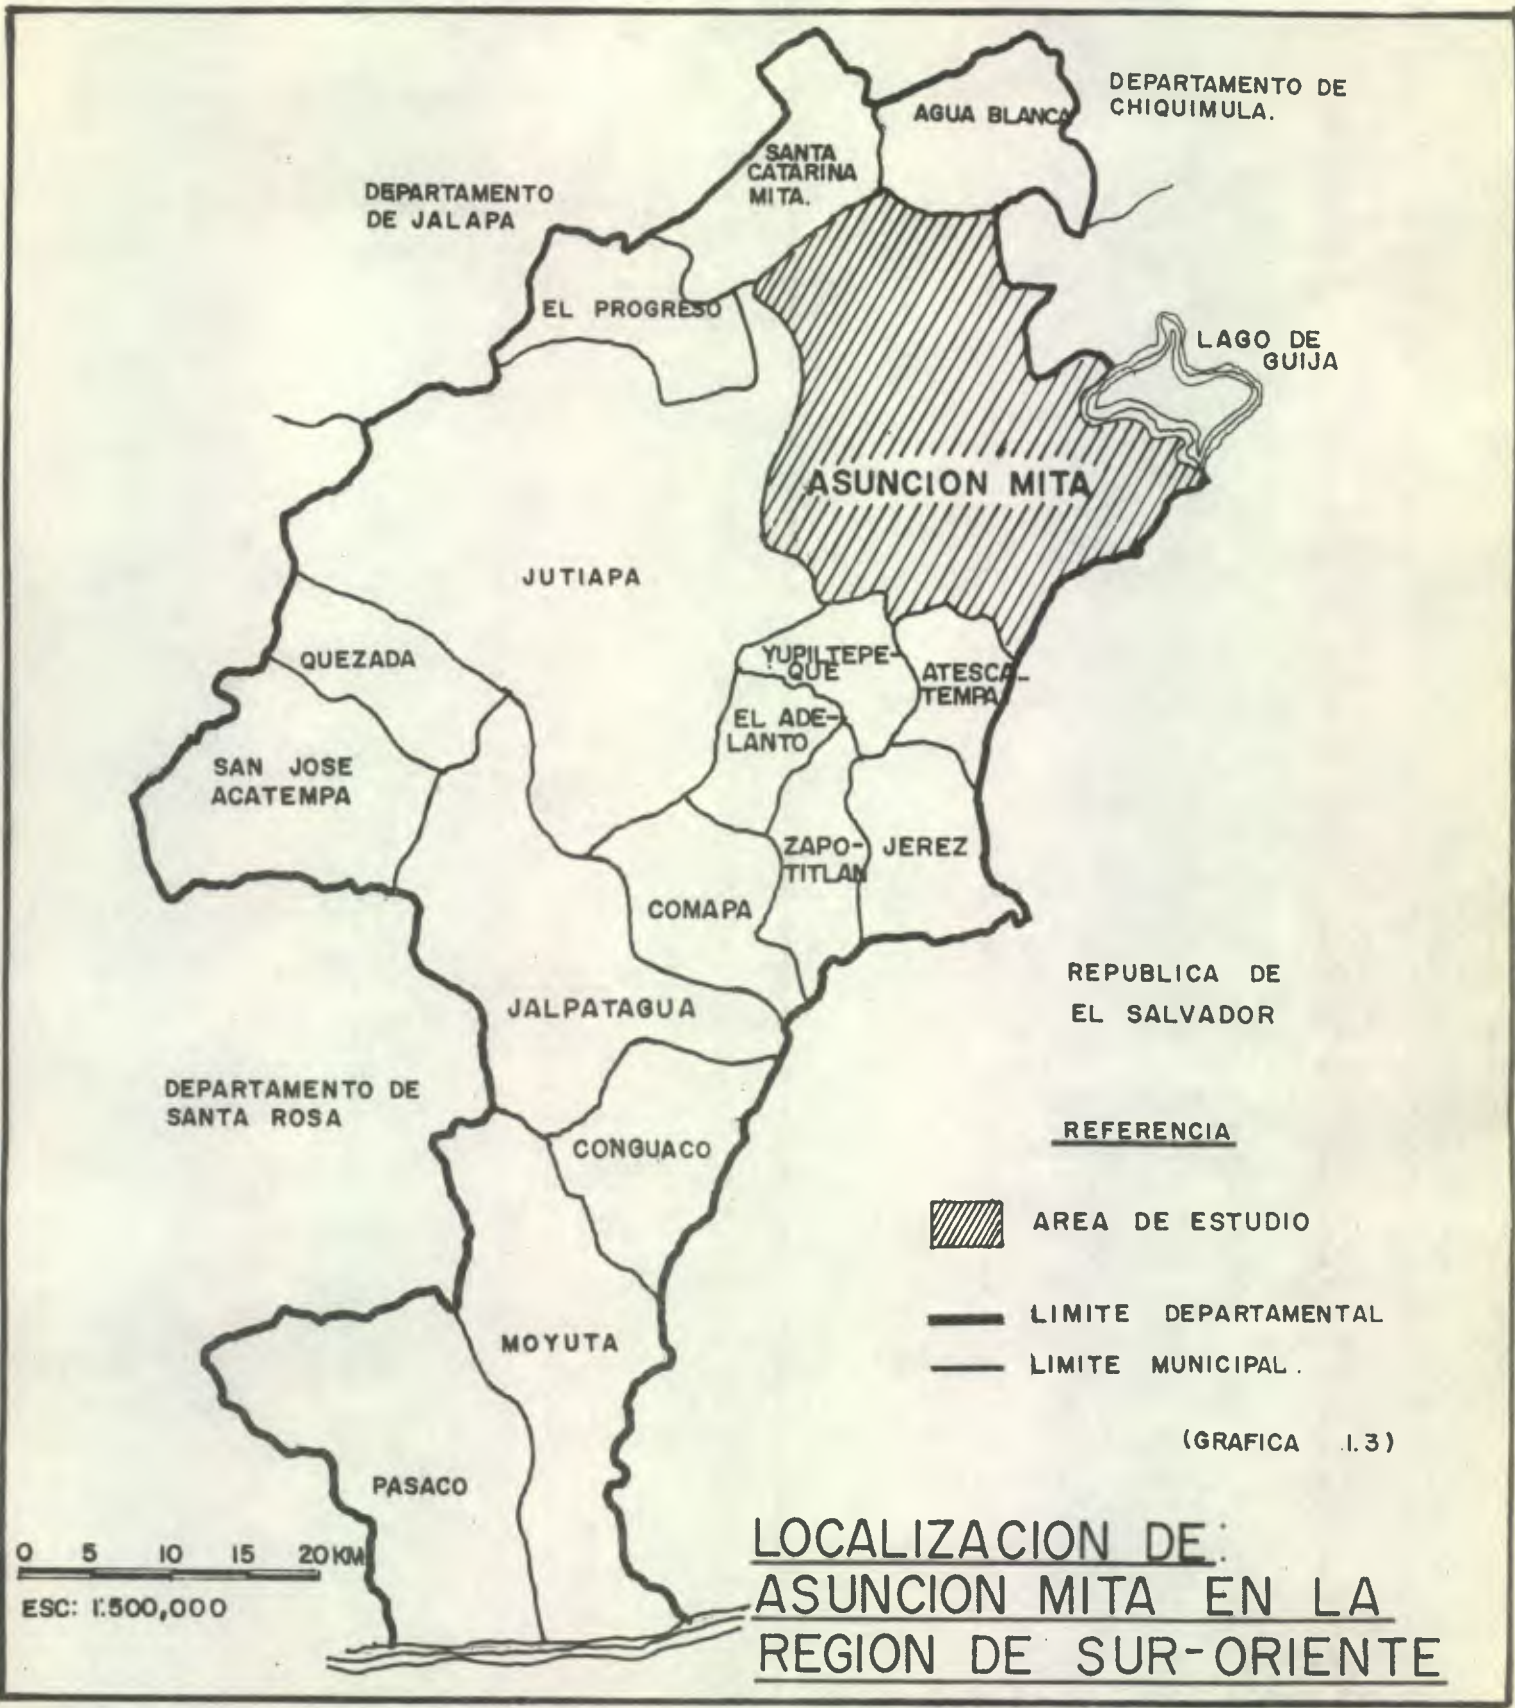 DEPARTAMENTO DE
CHIQUIMULA.
AGUA BLANCA
SANTA
CATARINA
MITA.
DEPARTAMENTO
DE JALAPA
EL PROGRESO
LAGO DE
GUIJA
ASUNCION MITA
JUTIAPA
QUEZADA
YUPILTEPE-
QUE
ATESCA-
TEMPA
EL ADE-
LANTO
SAN JOSE
ACATEMPA
ZAPO-
TITLAN
JEREZ
COMAPA
REPUBLICA DE
EL SALVADOR
JALPATAGUA
DEPARTAMENTO DE
SANTA ROSA
REFERENCIA
CONGUACO
AREA DE ESTUDIO
LIMITE DEPARTAMENTAL
MOYUTA
LIMITE MUNICIPAL.
(GRAFICA 1.3)
PASACO
0 5 10 15 20 KM
ESC: 1:500,000
LOCALIZACION DE:
ASUNCION MITA EN LA
REGION DE SUR-ORIENTE